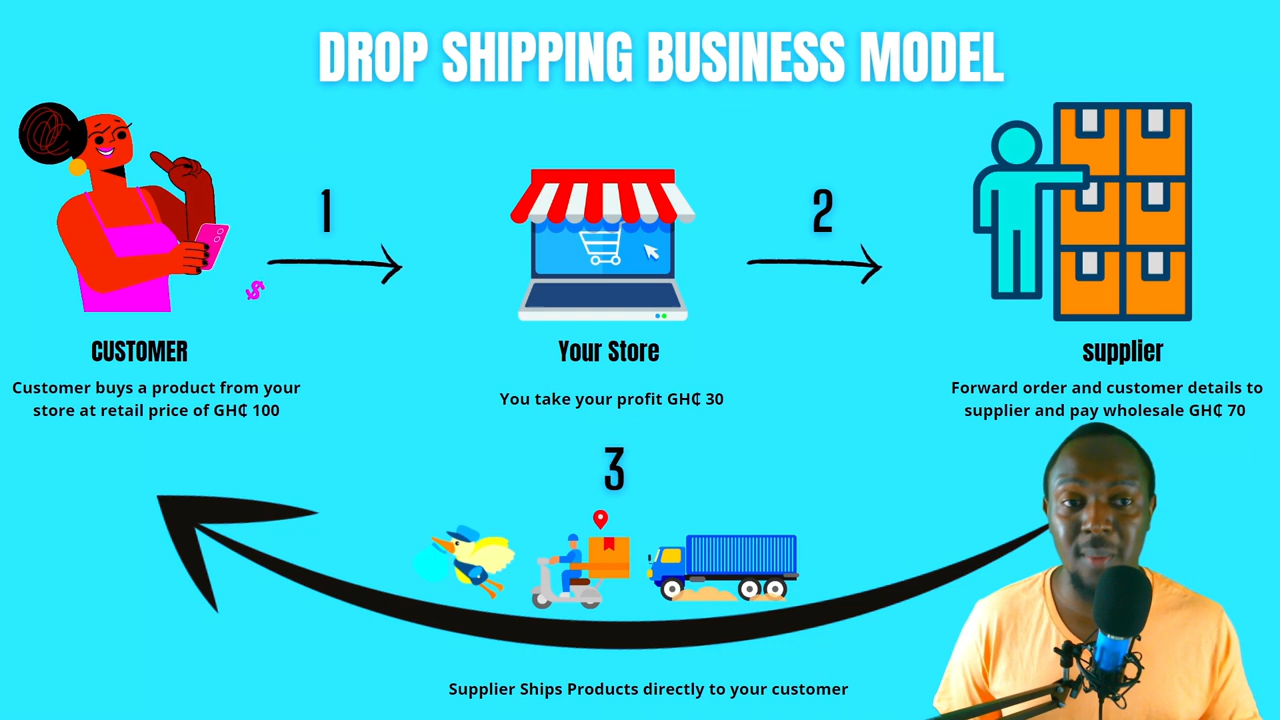 DROP SHIPPING BUSINESS MODEL
1
2
CUSTOMER
Customer buys a product from your
store at retail price of GH₵ 100
Your Store
You take your profit GH₵ 30
supplier
Forward order and customer details to
supplier and pay wholesale GH₵ 70
3
Supplier Ships Products directly to your customer